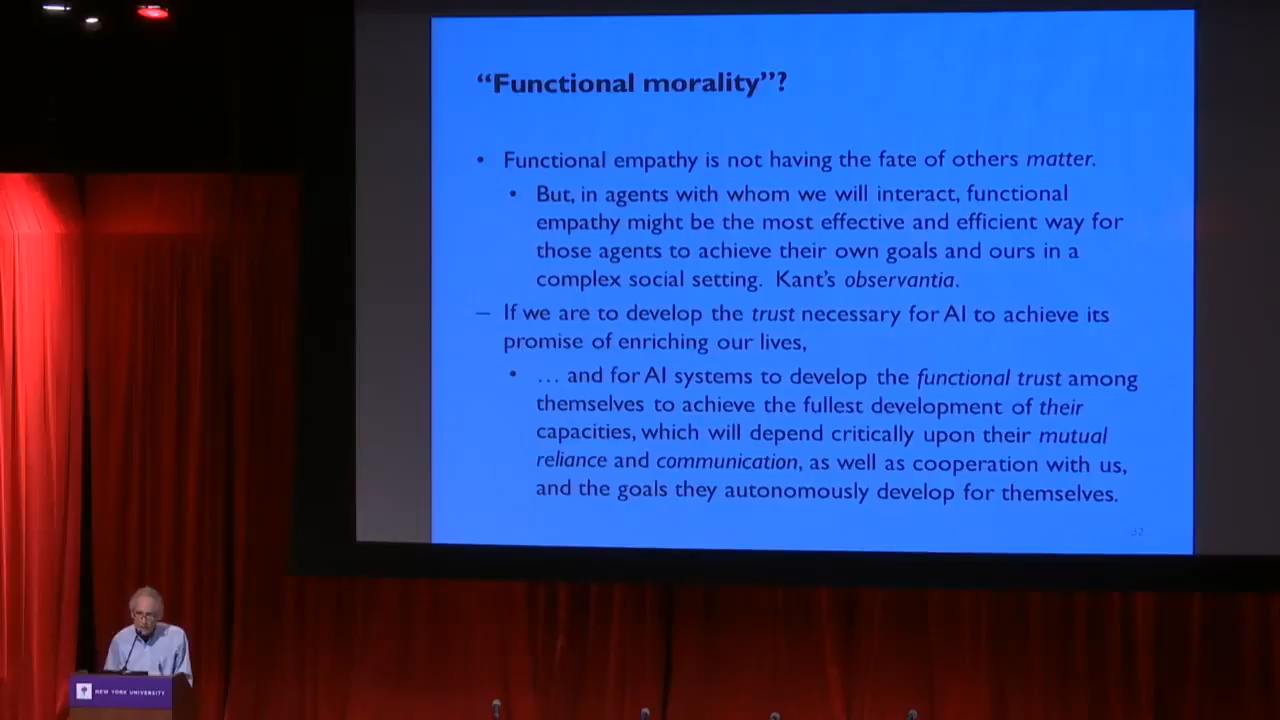 “Functional morality”?
• Functional empathy is not having the fate of others matter.
• But, in agents with whom we will interact, functional
empathy might be the most effective and efficient way for
those agents to achieve their own goals and ours in a
complex social setting. Kant’s observantia.
– If we are to develop the trust necessary for AI to achieve its
promise of enriching our lives,
• … and for AI systems to develop the functional trust among
themselves to achieve the fullest development of their
capacities, which will depend critically upon their mutual
reliance and communication, as well as cooperation with us,
and the goals they autonomously develop for themselves.
32
NEW YORK UNIVERSITY